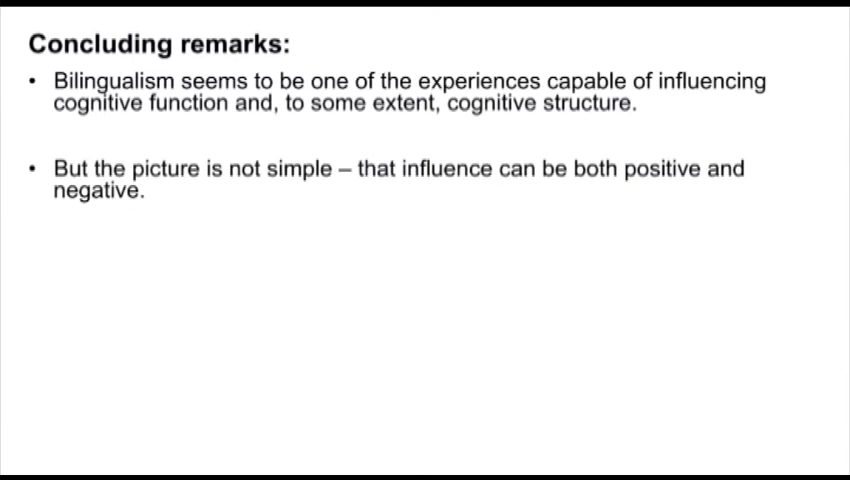 Concluding remarks:
• Bilingualism seems to be one of the experiences capable of influencing
cognitive function and, to some extent, cognitive structure.
• But the picture is not simple – that influence can be both positive and
negative.